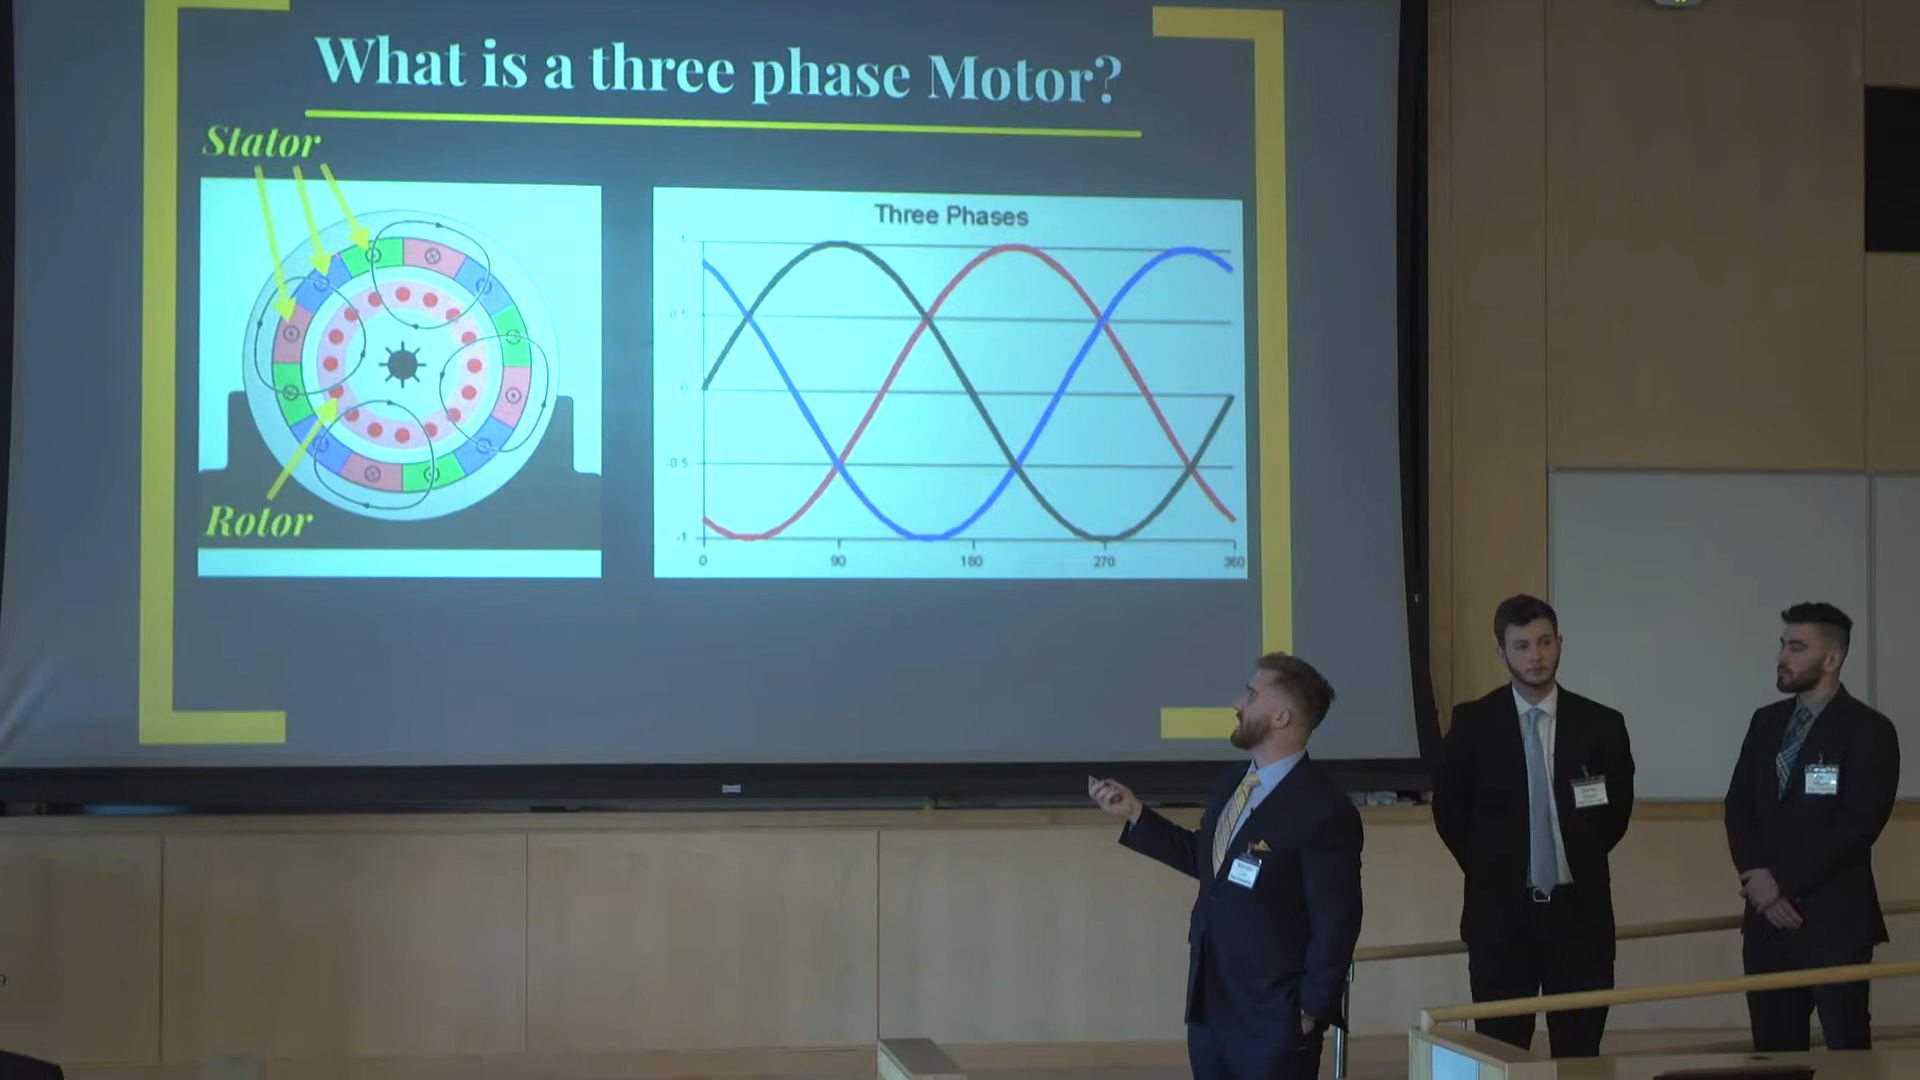 What is a three phase Motor?
Stator
Rotor
Three Phases
1
0.5
0
-0.5
-1
0
90
180
270
360